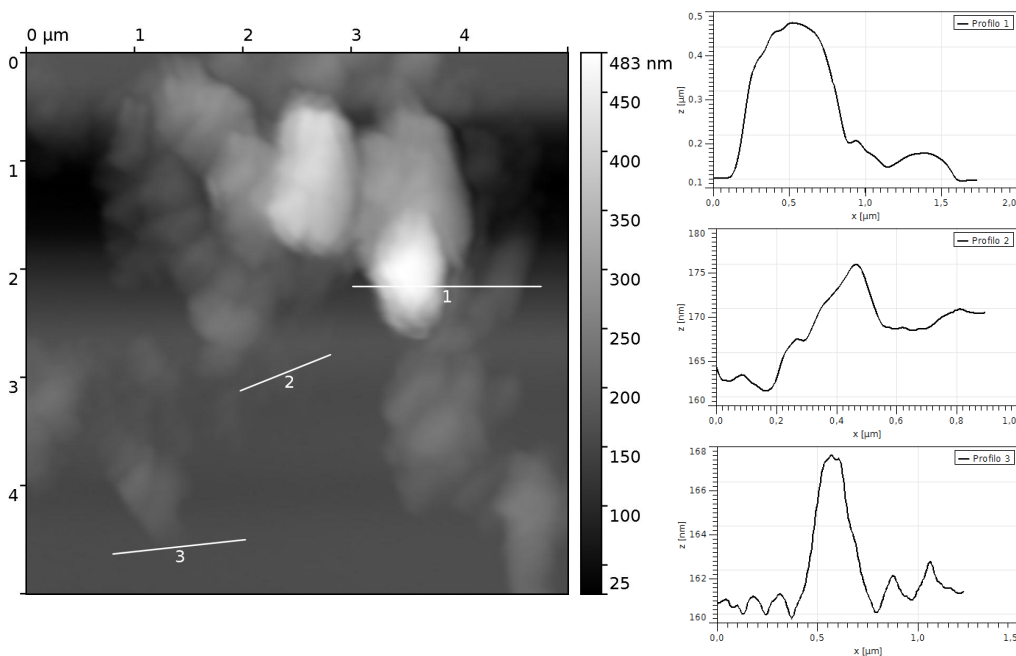 0 µm 1 2 3 4
0
1
2
3
4
1
2
3
483 nm
450
400
350
300
250
200
150
100
25
0.5
0.4
0.3
0.2
0.1
z [µm]
Profilo 1
0,0 0,5 1,0 1,5 2,0
x [µm]
180
175
170
165
160
z [nm]
Profilo 2
0,0 0,2 0,4 0,6 0,8 1,0
x [µm]
168
166
164
162
160
z [nm]
Profilo 3
0,0 0,5 1,0 1,5
x [µm]